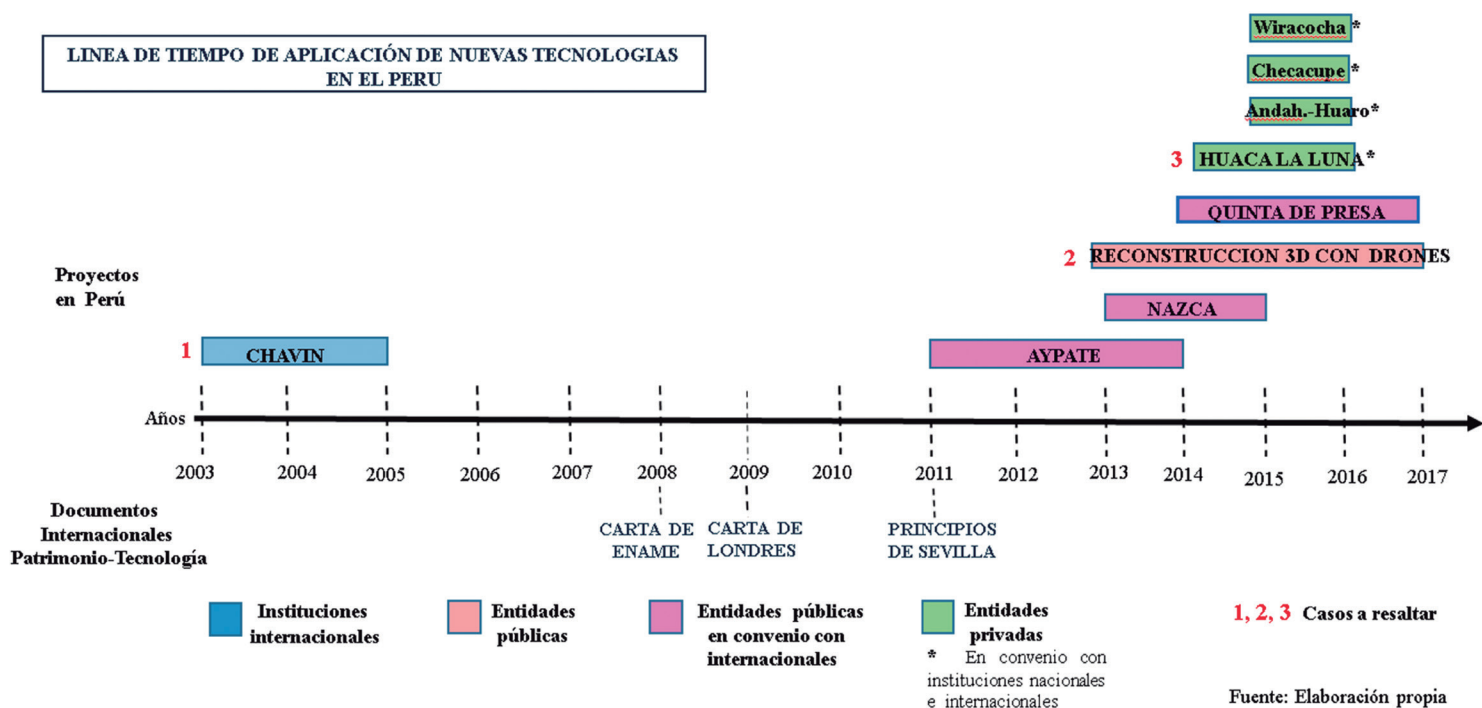 LINEA DE TIEMPO DE APLICACIÓN DE NUEVAS TECNOLOGIAS
EN EL PERU
Wiracocha *
Checacupe *
Andah.-Huaro*
3 HUACA LA LUNA*
QUINTA DE PRESA
2 RECONSTRUCCION 3D CON DRONES
Proyectos
en Perú
NAZCA
1 CHAVIN
AYPATE
Años
2003 2004 2005 2006 2007 2008 2009 2010 2011 2012 2013 2014 2015 2016 2017
Documentos
Internacionales
Patrimonio-Tecnología
CARTA DE
ENAME
CARTA DE
LONDRES
PRINCIPIOS
DE SEVILLA
Instituciones
internacionales
Entidades
públicas
Entidades públicas
en convenio con
internacionales
Entidades
privadas
* En convenio con
instituciones nacionales
e internacionales
1, 2, 3 Casos a resaltar
Fuente: Elaboración propia